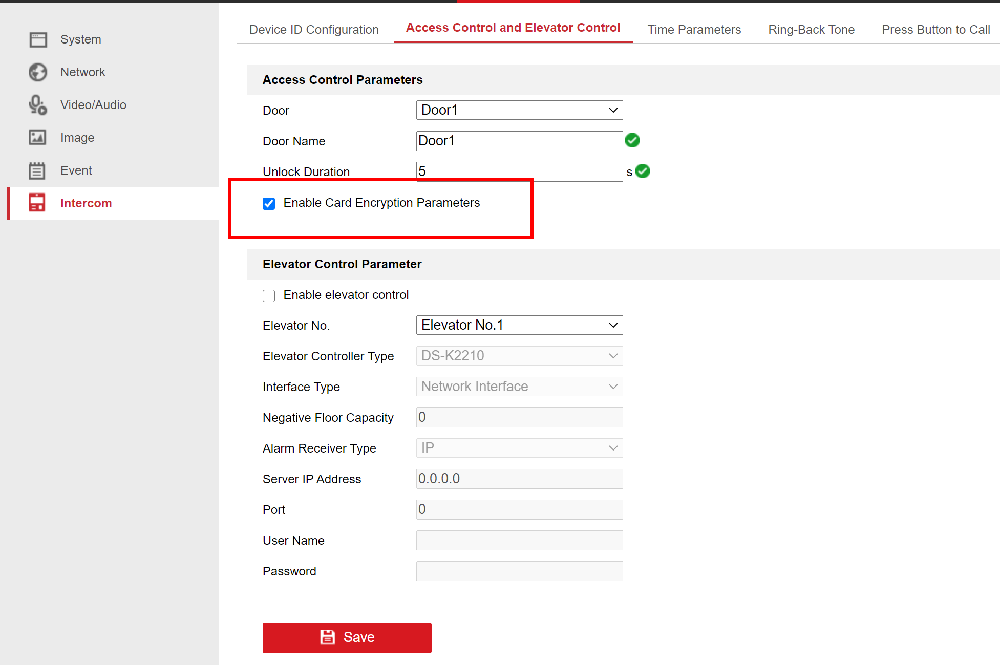 Device ID Configuration Access Control and Elevator Control Time Parameters Ring-Back Tone Press Button to Call
System
Network
Video/Audio
Image
Event
Intercom
Access Control Parameters
Door Door1
Door Name Door1
Unlock Duration 5 s
Enable Card Encryption Parameters
Elevator Control Parameter
Enable elevator control
Elevator No. Elevator No.1
Elevator Controller Type DS-K2210
Interface Type Network Interface
Negative Floor Capacity 0
Alarm Receiver Type IP
Server IP Address 0.0.0.0
Port 0
User Name
Password
Save